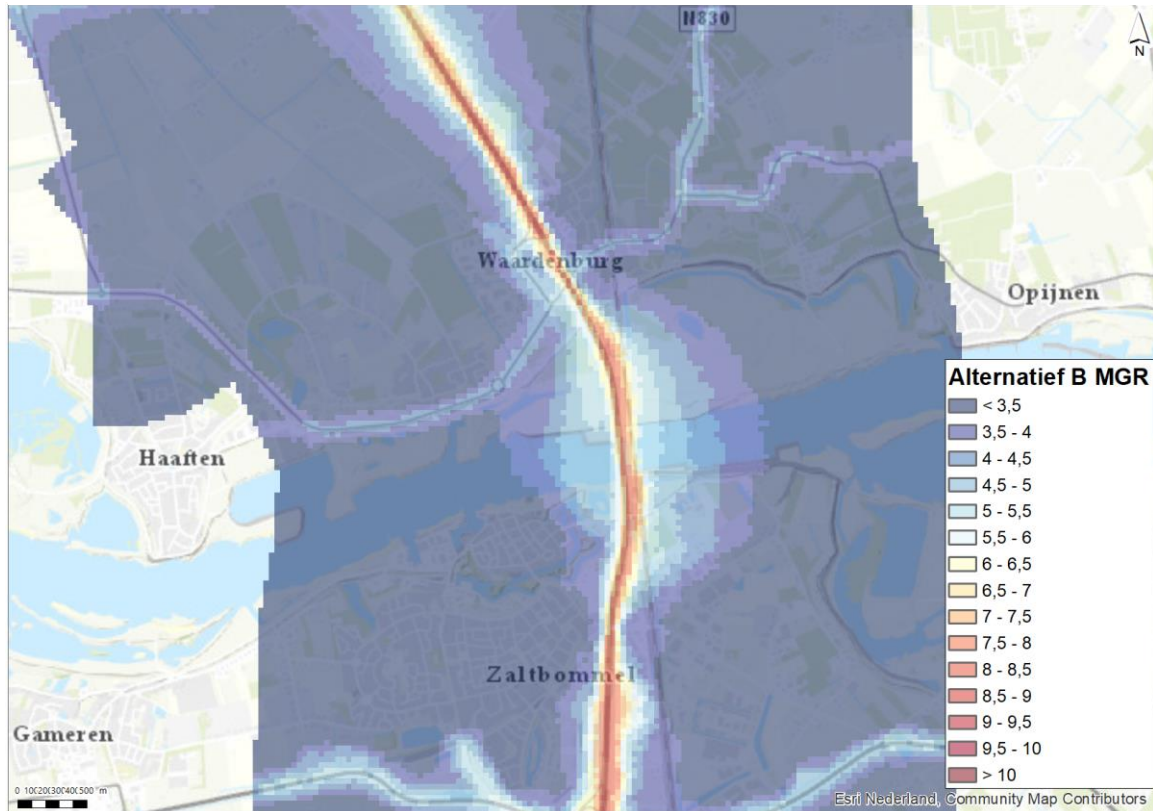 N830
N
Waardenburg
Opijnen
Haaften
Zaltbommel
Gameren
Alternatief B MGR
< 3,5
3,5 - 4
4 - 4,5
4,5 - 5
5 - 5,5
5,5 - 6
6 - 6,5
6,5 - 7
7 - 7,5
7,5 - 8
8 - 8,5
8,5 - 9
9 - 9,5
9,5 - 10
> 10
Esri Nederland, Community Map Contributors